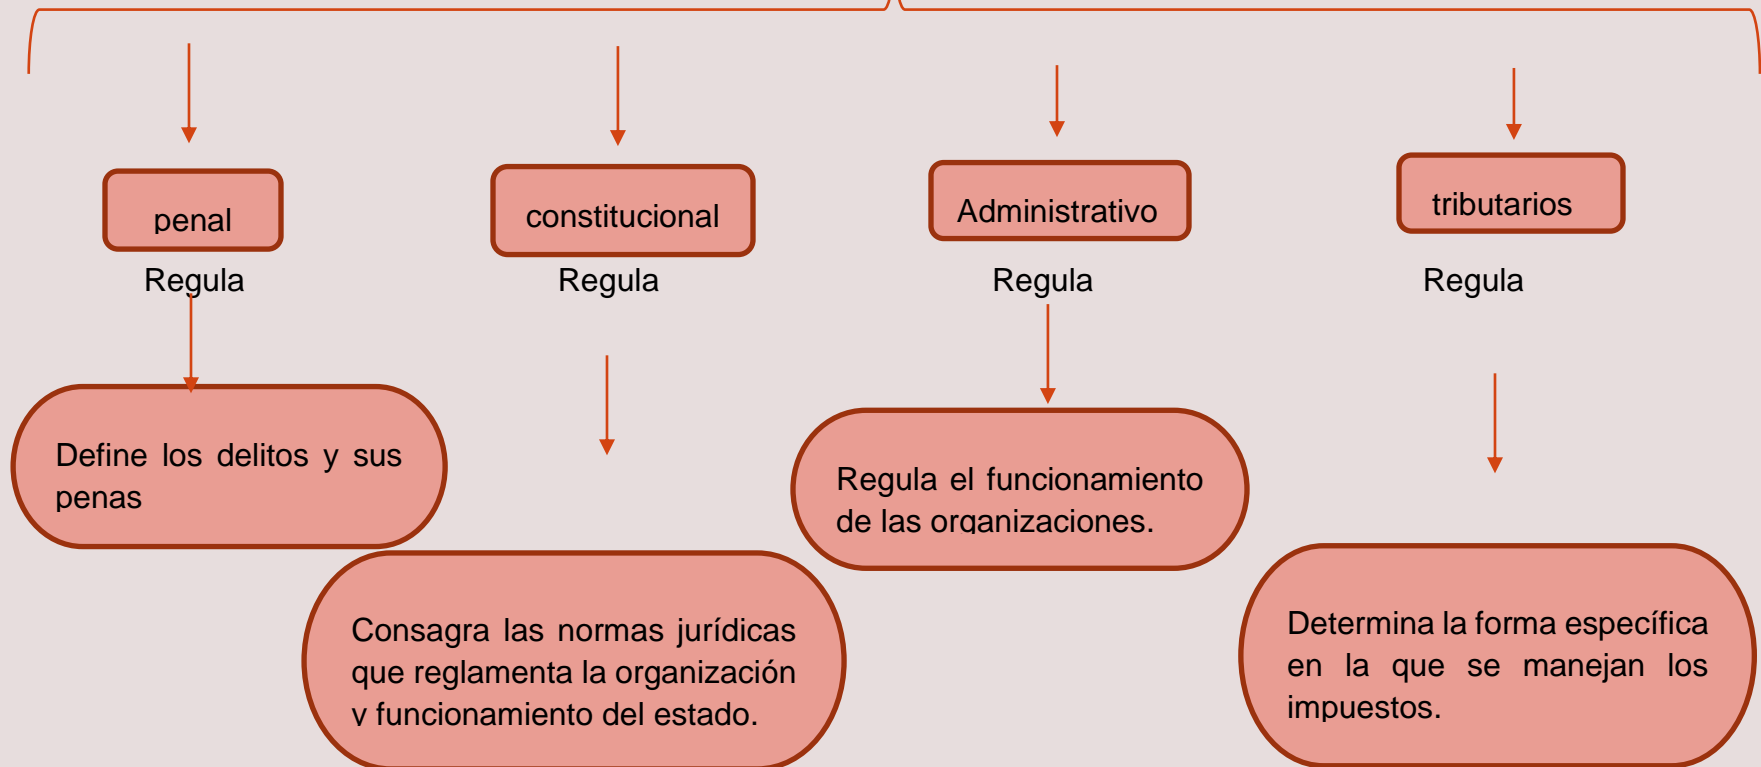 penal
constitucional
Administrativo
tributarios
Regula
Regula
Regula
Regula
Define los delitos y sus
penas
Consagra las normas jurídicas
que reglamenta la organización
y funcionamiento del estado.
Regula el funcionamiento
de las organizaciones.
Determina la forma específica
en la que se manejan los
impuestos.